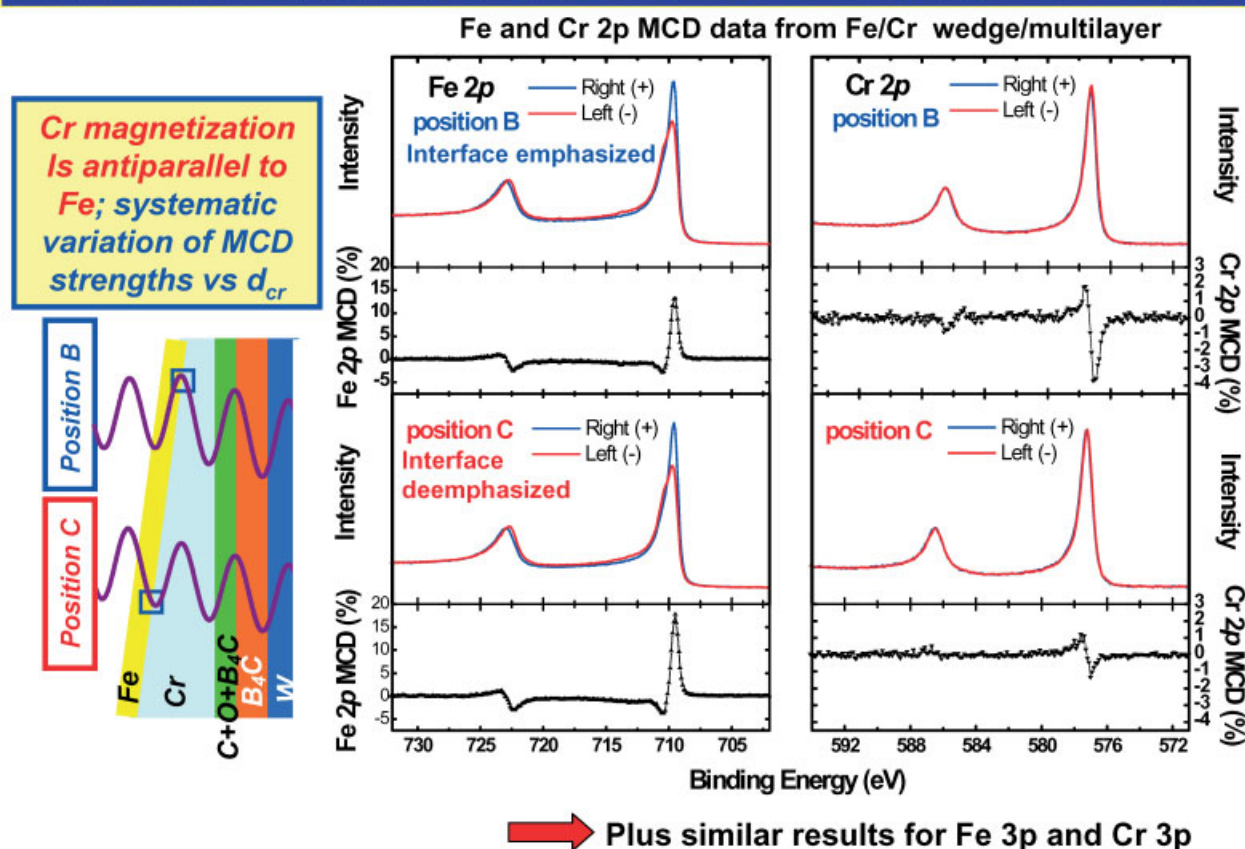 Fe and Cr 2p MCD data from Fe/Cr wedge/multilayer
Cr magnetization
Is antiparallel to
Fe; systematic
variation of MCD
strengths vs dcr
Position B
Position C
Fe
Cr
C+O+B4C
B4C
W
Intensity
Fe 2p
position B
Interface emphasized
Right (+)
Left (-)
Fe 2p MCD (%)
20
15
10
5
0
-5
Cr 2p
position B
Right (+)
Left (-)
Intensity
Cr 2p MCD (%)
3
2
1
0
-1
-2
-3
-4
Intensity
position C
Interface
deemphasized
Right (+)
Left (-)
Fe 2p MCD (%)
20
15
10
5
0
-5
730 725 720 715 710 705
position C
Right (+)
Left (-)
Intensity
Cr 2p MCD (%)
3
2
1
0
-1
-2
-3
-4
592 588 584 580 576 572
Binding Energy (eV)
Plus similar results for Fe 3p and Cr 3p